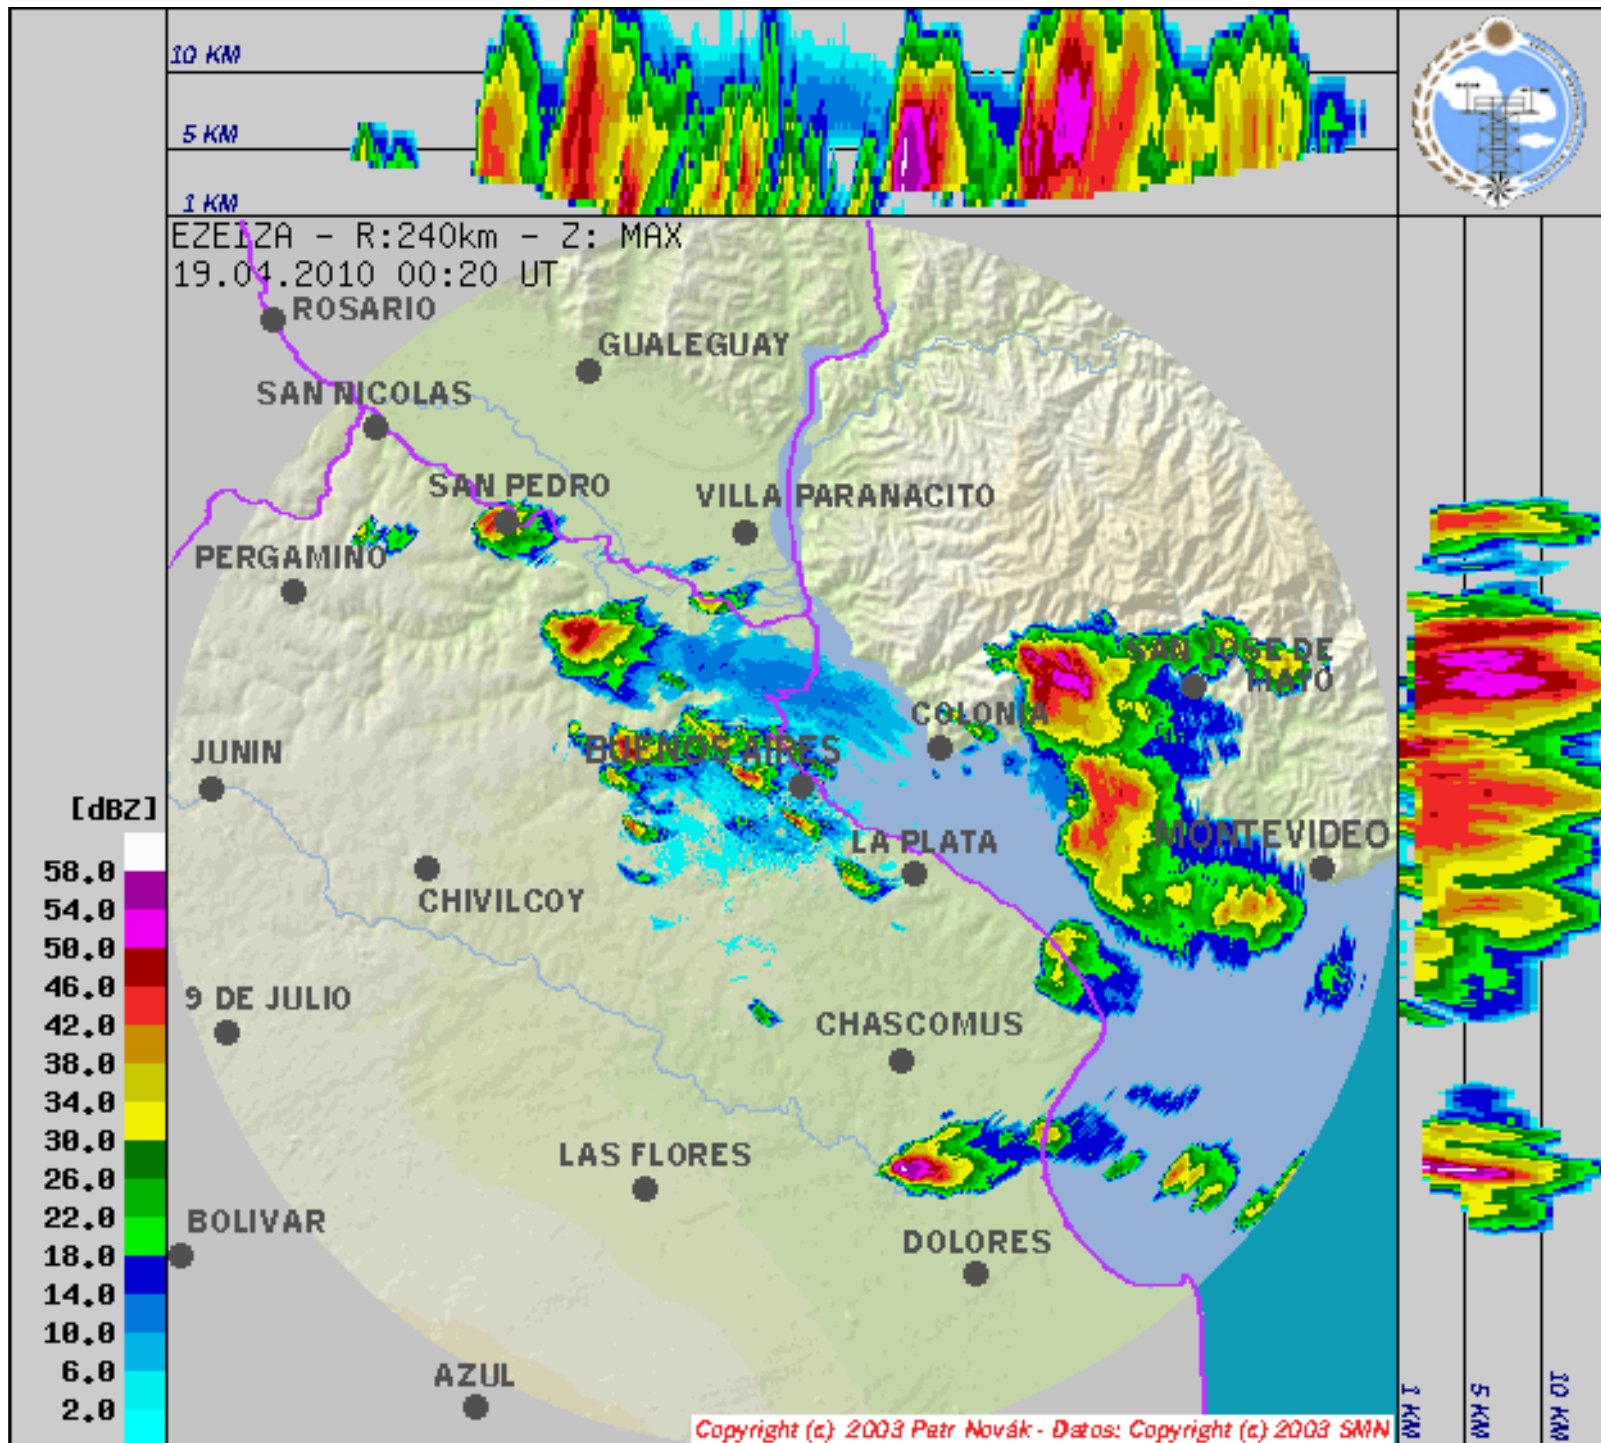 10 KM
5 KM
1 KM
EZEIZA - R:240km - Z: MAX
19.04.2010 00:20 UT
ROSARIO
GUALEGUAY
SAN NICOLAS
SAN PEDRO
VILLA PARANACITO
PERGAMINO
SAN JOSE DE
MAYO
COLONIA
JUNIN
BUENOS AIRES
[dBZ]
LA PLATA
MONTEVIDEO
58.0
CHIVILCOY
54.0
50.0
46.0
9 DE JULIO
42.0
CHASCOMUS
38.0
34.0
30.0
LAS FLORES
26.0
22.0
BOLIVAR
18.0
DOLORES
14.0
10.0
6.0
AZUL
2.0
1 KM
5 KM
10 KM
Copyright (c) 2003 Petr Novák - Datos: Copyright (c) 2003 SMN